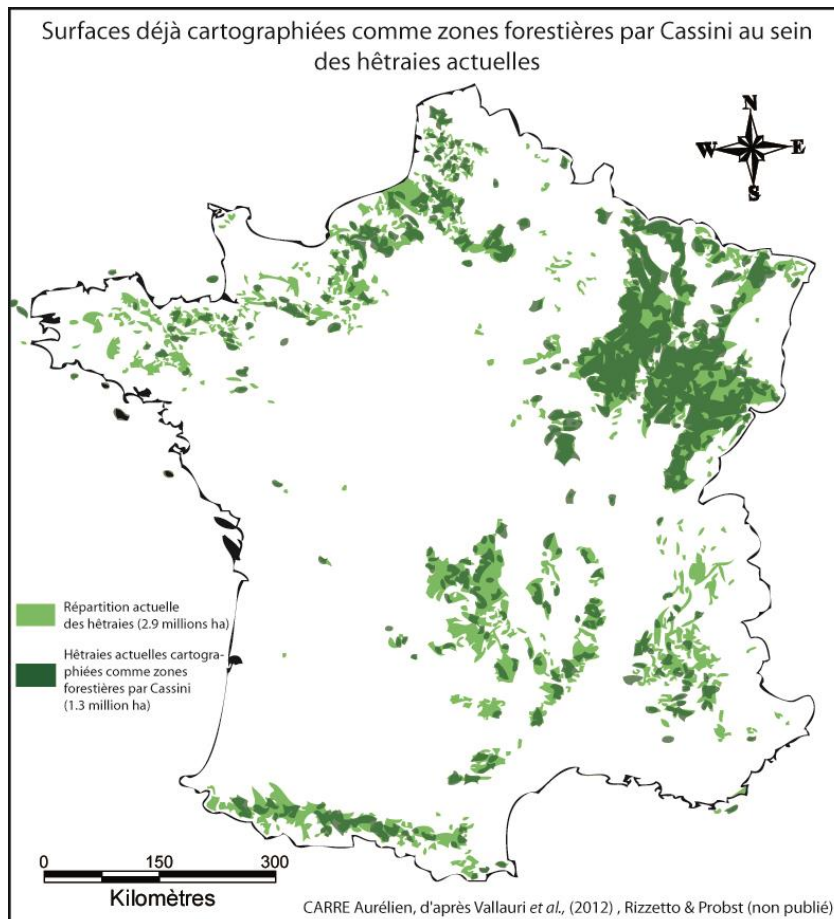 Surfaces déjà cartographiées comme zones forestières par Cassini au sein
des hêtraies actuelles
N
W
E
S
Répartition actuelle
des hêtraies (2.9 millions ha)
Hêtraies actuelles cartogra-
phiées comme zones
forestières par Cassini
(1.3 million ha)
0 150 300
Kilomètres
CARRE Aurélien, d'après Vallauri et al., (2012) , Rizzetto & Probst (non publié)